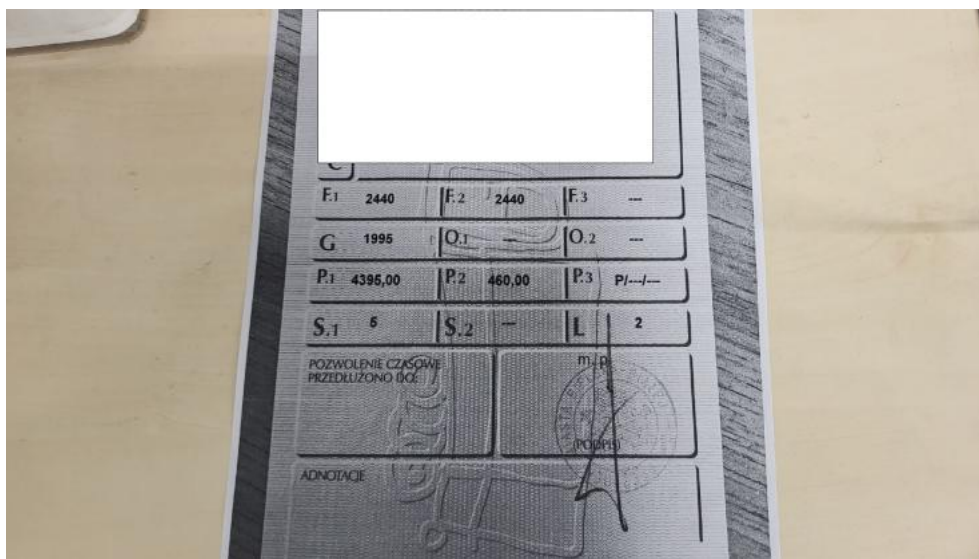 C
F.1 2440 F.2 2440 F.3 ---
G 1995 O.1 --- O.2 ---
P.1 4395,00 P.2 460,00 P.3 P/---/---
S.1 5 S.2 --- L 2
POZWOLENIE CZASOWE
PRZEDŁUŻONO DO:
m.p.
(PODPIS)
ADNOTACJE